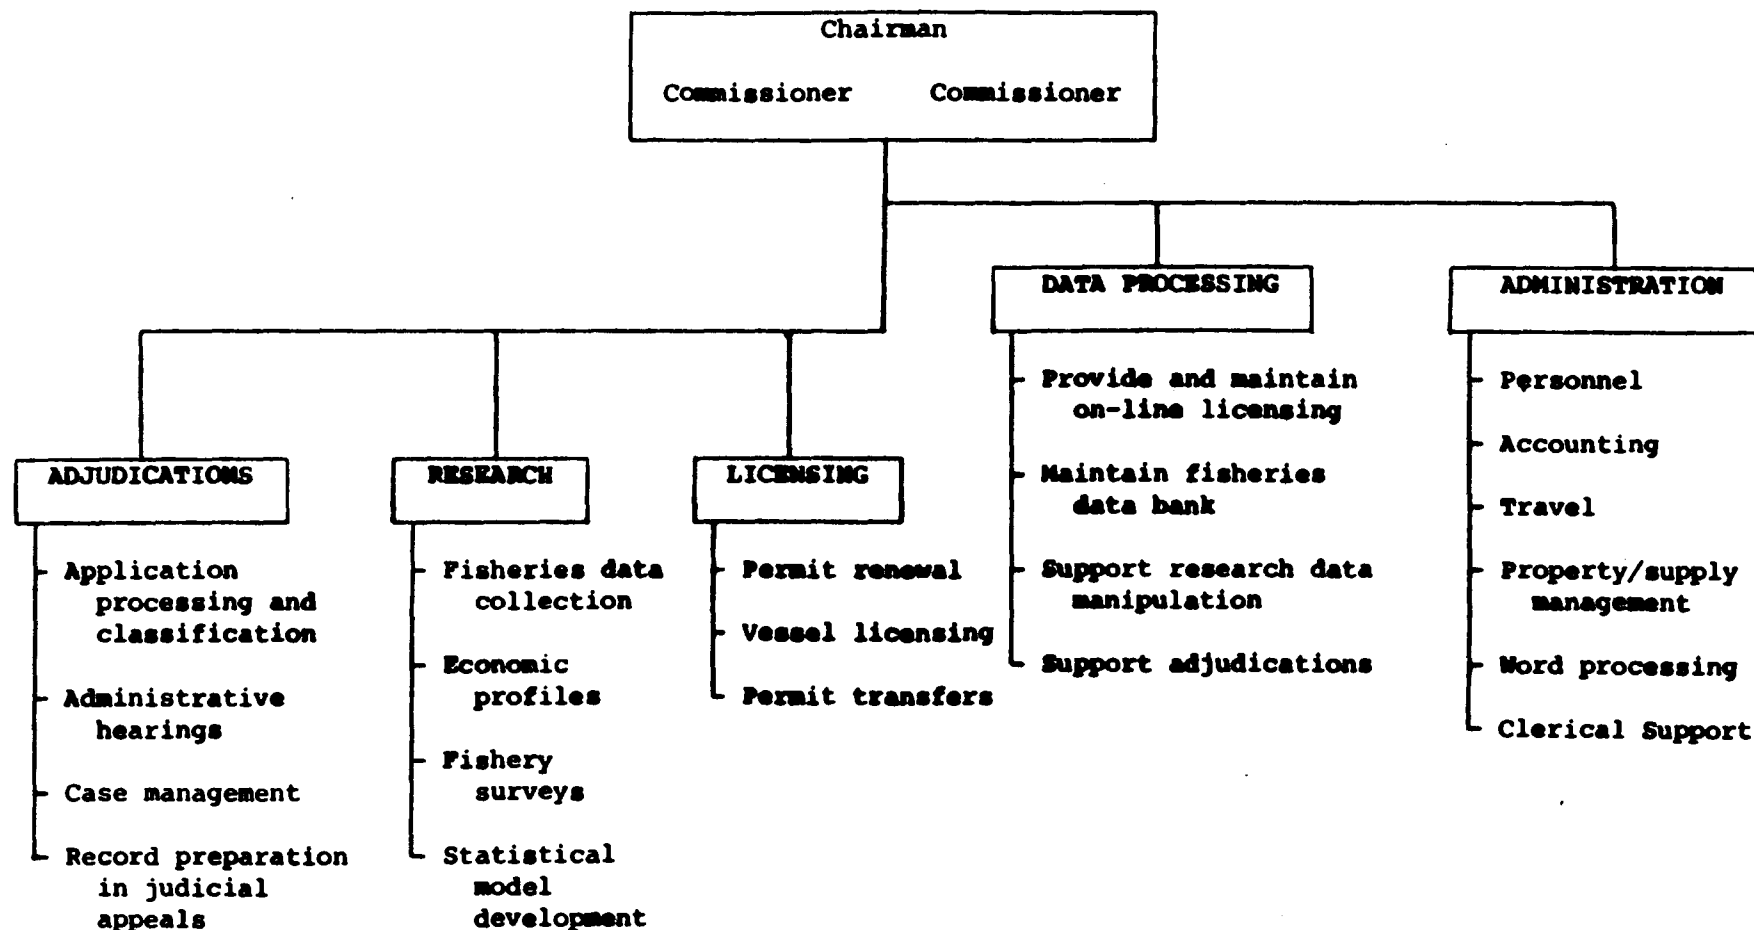 Chairman
Commissioner Commissioner
DATA PROCESSING
Provide and maintain
on-line licensing
Maintain fisheries
data bank
Support research data
manipulation
Support adjudications
ADMINISTRATION
Personnel
Accounting
Travel
Property/supply
management
Word processing
Clerical Support
ADJUDICATIONS
Application
processing and
classification
Administrative
hearings
Case management
Record preparation
in judicial
appeals
RESEARCH
Fisheries data
collection
Economic
profiles
Fishery
surveys
Statistical
model
development
LICENSING
Permit renewal
Vessel licensing
Permit transfers